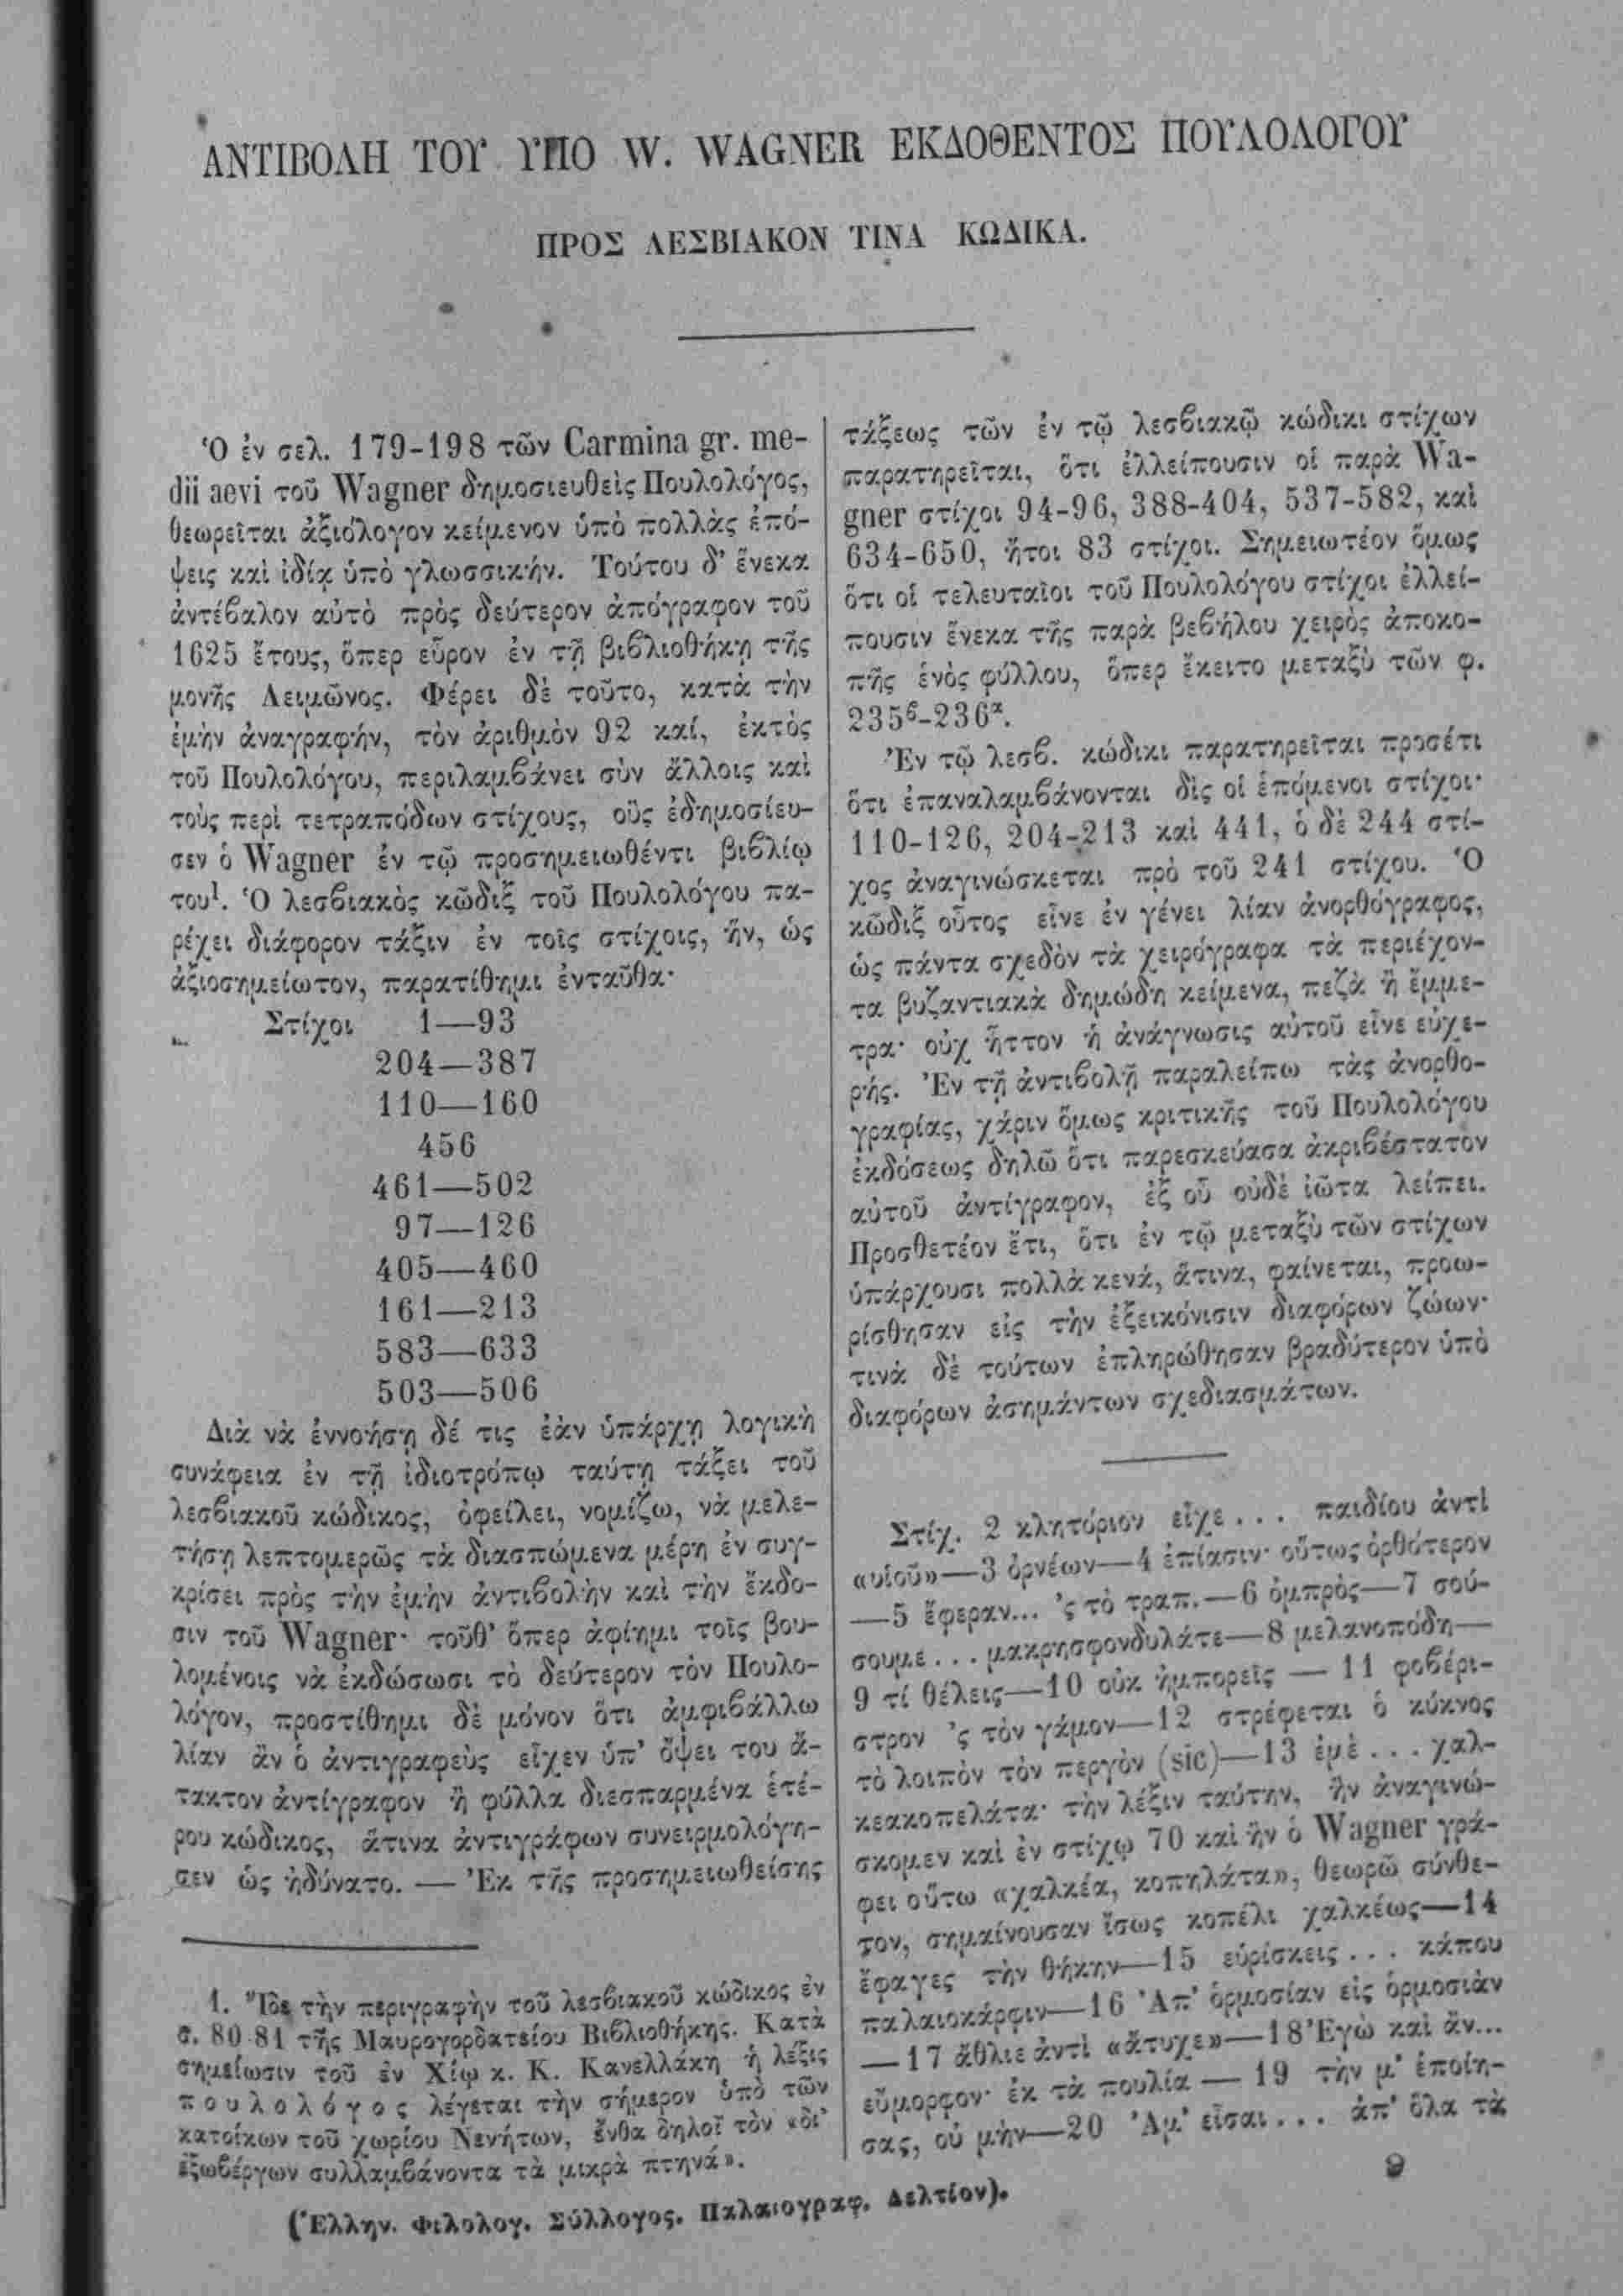 ΑΝΤΙΒΟΛΗ ΤΟΥ ΥΠΟ W. WAGNER ΕΚΔΟΘΕΝΤΟΣ ΠΟΥΛΟΛΟΓΟΥ
ΠΡΟΣ ΛΕΣΒΙΑΚΟΝ ΤΙΝΑ ΚΩΔΙΚΑ.
Ὁ ἐν σελ. 179-198 τῶν Carmina gr. me-
dii aevi τοῦ Wagner δημοσιευθεὶς Πουλολόγος,
θεωρεῖται ἀξιόλογον κείμενον ὑπὸ πολλὰς ἐπό-
ψεις καὶ ἰδίᾳ ὑπὸ γλωσσικήν. Τούτου δ’ ἕνεκα
ἀντέβαλον αὐτὸ πρὸς δεύτερον ἀπόγραφον τοῦ
1625 ἔτους, ὅπερ εὗρον ἐν τῇ βιβλιοθήκῃ τῆς
μονῆς Λειμῶνος. Φέρει δὲ τοῦτο, κατὰ τὴν
ἐμὴν ἀναγραφήν, τὸν ἀριθμὸν 92 καί, ἐκτὸς
τοῦ Πουλολόγου, περιλαμβάνει σὺν ἄλλοις καὶ
τοὺς περὶ τετραπόδων στίχους, οὓς ἐδημοσίευ-
σεν ὁ Wagner ἐν τῷ προσημειωθέντι βιβλίῳ
του¹. Ὁ λεσβιακὸς κῶδιξ τοῦ Πουλολόγου πα-
ρέχει διάφορον τάξιν ἐν τοῖς στίχοις, ἥν, ὡς
ἀξιοσημείωτον, παρατίθημι ἐνταῦθα·
Στίχοι 1—93
204—387
110—160
456
461—502
97—126
405—460
161—213
583—633
503—506
Διὰ νὰ ἐννοήσῃ δέ τις ἐὰν ὑπάρχῃ λογικὴ
συνάφεια ἐν τῇ ἰδιοτρόπῳ ταύτῃ τάξει τοῦ
λεσβιακοῦ κώδικος, ὀφείλει, νομίζω, νὰ μελε-
τήσῃ λεπτομερῶς τὰ διασπώμενα μέρη ἐν συγ-
κρίσει πρὸς τὴν ἐμὴν ἀντιβολὴν καὶ τὴν ἔκδο-
σιν τοῦ Wagner· τοῦθ’ ὅπερ ἀφίημι τοῖς βου-
λομένοις νὰ ἐκδώσωσι τὸ δεύτερον τὸν Πουλο-
λόγον, προστίθημι δὲ μόνον ὅτι ἀμφιβάλλω
λίαν ἂν ὁ ἀντιγραφεὺς εἶχεν ὑπ’ ὄψει του ἄ-
τακτον ἀντίγραφον ἢ φύλλα διεσπαρμένα ἑτέ-
ρου κώδικος, ἅτινα ἀντιγράφων συνειρμολόγη-
σεν ὡς ἠδύνατο. — Ἐκ τῆς προσημειωθείσης
1. Ἴδε τὴν περιγραφὴν τοῦ λεσβιακοῦ κώδικος ἐν
σ. 80-81 τῆς Μαυρογορδατείου Βιβλιοθήκης. Κατὰ
σημείωσιν τοῦ ἐν Χίῳ κ. Κ. Κανελλάκη ἡ λέξις
πουλολόγος λέγεται τὴν σήμερον ὑπὸ τῶν
κατοίκων τοῦ χωρίου Νενήτων, ἔνθα δηλοῖ τὸν «δι’
ἐξωβέργων συλλαμβάνοντα τὰ μικρὰ πτηνά».
τάξεως τῶν ἐν τῷ λεσβιακῷ κώδικι στίχων
παρατηρεῖται, ὅτι ἐλλείπουσιν οἱ παρὰ Wa-
gner στίχοι 94-96, 388-404, 537-582, καὶ
634-650, ἤτοι 83 στίχοι. Σημειωτέον ὅμως
ὅτι οἱ τελευταῖοι τοῦ Πουλολόγου στίχοι ἐλλεί-
πουσιν ἕνεκα τῆς παρὰ βεβήλου χειρὸς ἀποκο-
πῆς ἑνὸς φύλλου, ὅπερ ἔκειτο μεταξὺ τῶν φ.
235ᵝ-236ᵅ.
Ἐν τῷ λεσβ. κώδικι παρατηρεῖται προσέτι
ὅτι ἐπαναλαμβάνονται δὶς οἱ ἑπόμενοι στίχοι·
110-126, 204-213 καὶ 441, ὁ δὲ 244 στί-
χος ἀναγινώσκεται πρὸ τοῦ 241 στίχου. Ὁ
κῶδιξ οὗτος εἶνε ἐν γένει λίαν ἀνορθόγραφος,
ὡς πάντα σχεδὸν τὰ χειρόγραφα τὰ περιέχον-
τα βυζαντιακὰ δημώδη κείμενα, πεζὰ ἢ ἔμμε-
τρα· οὐχ ἧττον ἡ ἀνάγνωσις αὐτοῦ εἶνε εὐχε-
ρής. Ἐν τῇ ἀντιβολῇ παραλείπω τὰς ἀνορθο-
γραφίας, χάριν ὅμως κριτικῆς τοῦ Πουλολόγου
ἐκδόσεως δηλῶ ὅτι παρεσκεύασα ἀκριβέστατον
αὐτοῦ ἀντίγραφον, ἐξ οὗ οὐδὲ ἰῶτα λείπει.
Προσθετέον ἔτι, ὅτι ἐν τῷ μεταξὺ τῶν στίχων
ὑπάρχουσι πολλὰ κενά, ἅτινα, φαίνεται, προω-
ρίσθησαν εἰς τὴν ἐξεικόνισιν διαφόρων ζώων·
τινὰ δὲ τούτων ἐπληρώθησαν βραδύτερον ὑπὸ
διαφόρων ἀσημάντων σχεδιασμάτων.
Στίχ. 2 κλητόριον εἶχε... παιδίου ἀντὶ
«υἱοῦ»—3 ὀρνέων—4 ἐπίασιν· οὕτως ὀρθότερον
—5 ἔφεραν... ’ς τὸ τραπ.—6 ὀμπρὸς—7 σού-
σουμε... μακρησφονδυλάτε—8 μελανοπόδη—
9 τί θέλεις—10 οὐκ ἠμπορεῖς — 11 φοβέρι-
στρον ’ς τὸν γάμον—12 στρέφεται ὁ κύκνος
τὸ λοιπὸν τὸν περγὸν (sic)—13 ἐμὲ... χαλ-
κεακοπελάτα· τὴν λέξιν ταύτην, ἣν ἀναγινώ-
σκομεν καὶ ἐν στίχῳ 70 καὶ ἣν ὁ Wagner γρά-
φει οὕτω «χαλκέα, κοπηλάτα», θεωρῶ σύνθε-
τον, σημαίνουσαν ἴσως κοπέλι χαλκέως—14
ἔφαγες τὴν θήκην—15 εὑρίσκεις... κάπου
παλαιοκάρφιν—16 Ἀπ’ ὁρμοσίαν εἰς ὁρμοσιὰν
—17 ἄθλιε ἀντὶ «ἄτυχε»—18 Ἐγὼ καὶ ἂν...
εὔμορφον· ἐκ τὰ πουλία — 19 τὴν μ’ ἐποίη-
σας, οὐ μὴν—20 Ἀμ’ εἶσαι... ἀπ’ ὅλα τὰ
(Ἑλλην. Φιλολογ. Σύλλογος. Παλαιογραφ. Δελτίον).
9